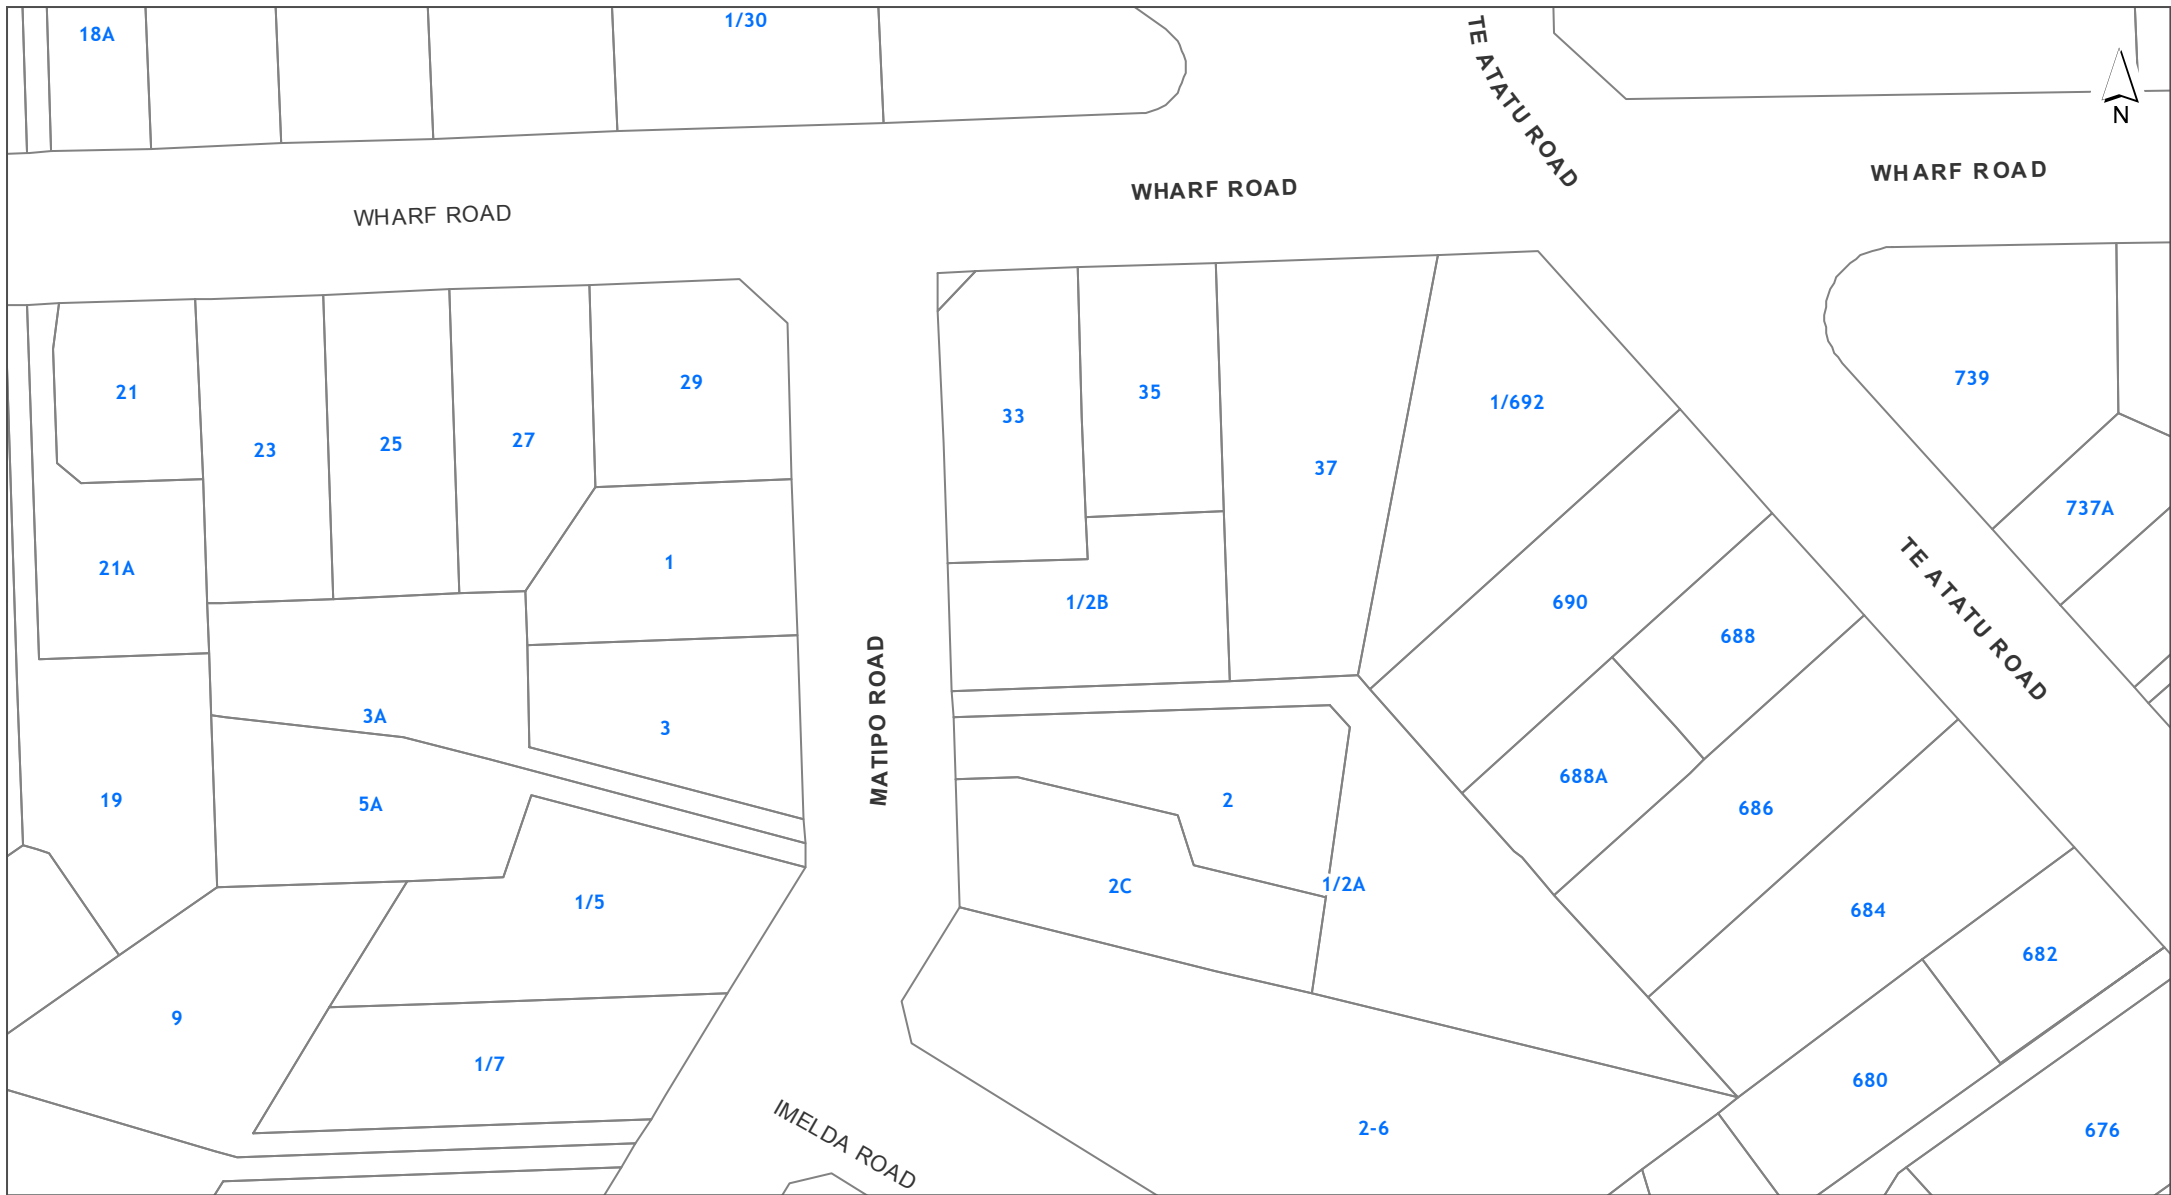 18A
1/30
TE ATATU ROAD
N
WHARF ROAD
WHARF ROAD
WHARF ROAD
21
23
25
27
29
33
35
37
1/692
739
737A
21A
1
1/2B
690
688
TE ATATU ROAD
3A
3
MATIPO ROAD
19
5A
2
688A
686
1/5
2C
1/2A
684
682
9
1/7
680
IMELDA ROAD
2-6
676